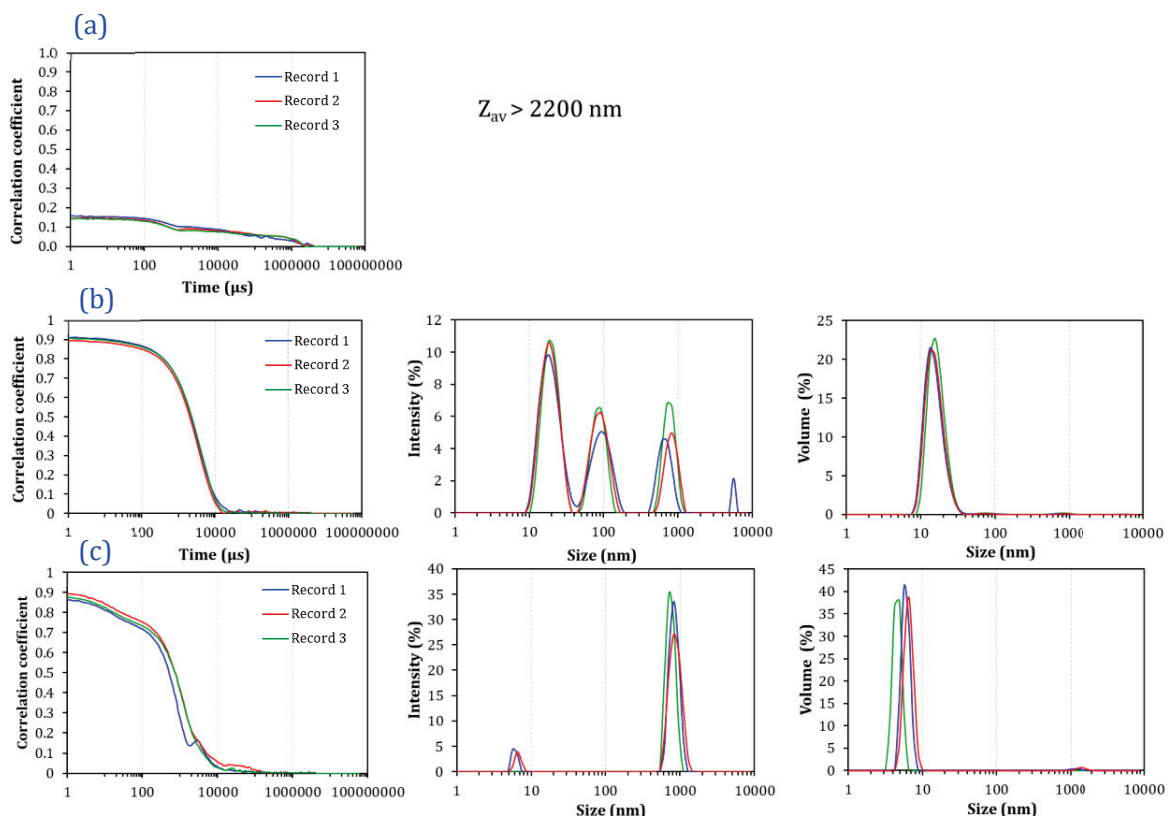 (a)
Correlation coefficient
1.0
0.9
0.8
0.7
0.6
0.5
0.4
0.3
0.2
0.1
0.0
Record 1
Record 2
Record 3
1 100 10000 1000000 100000000
Time (µs)
Zav > 2200 nm
(b)
Correlation coefficient
1
0.9
0.8
0.7
0.6
0.5
0.4
0.3
0.2
0.1
0
Record 1
Record 2
Record 3
1 100 10000 1000000 100000000
Time (µs)
Intensity (%)
12
10
8
6
4
2
0
1 10 100 1000 10000
Size (nm)
Volume (%)
25
20
15
10
5
0
1 10 100 1000 10000
Size (nm)
(c)
Correlation coefficient
1
0.9
0.8
0.7
0.6
0.5
0.4
0.3
0.2
0.1
0
Record 1
Record 2
Record 3
1 100 10000 1000000 100000000
Time (µs)
Intensity (%)
40
35
30
25
20
15
10
5
0
1 10 100 1000 10000
Size (nm)
Volume (%)
45
40
35
30
25
20
15
10
5
0
1 10 100 1000 10000
Size (nm)